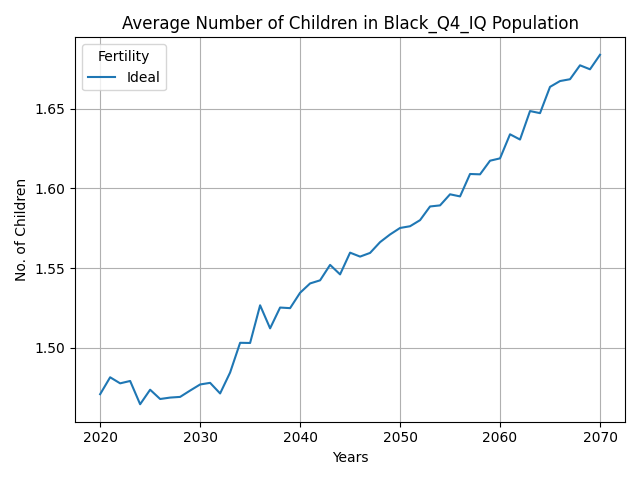 Average Number of Children in Black_Q4_IQ Population
Fertility
Ideal
No. of Children
1.65
1.60
1.55
1.50
2020 2030 2040 2050 2060 2070
Years